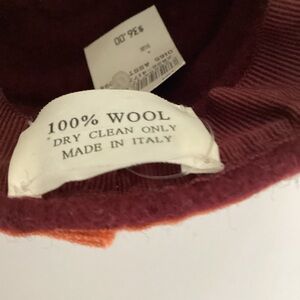 $36.00
100% WOOL
DRY CLEAN ONLY
MADE IN ITALY